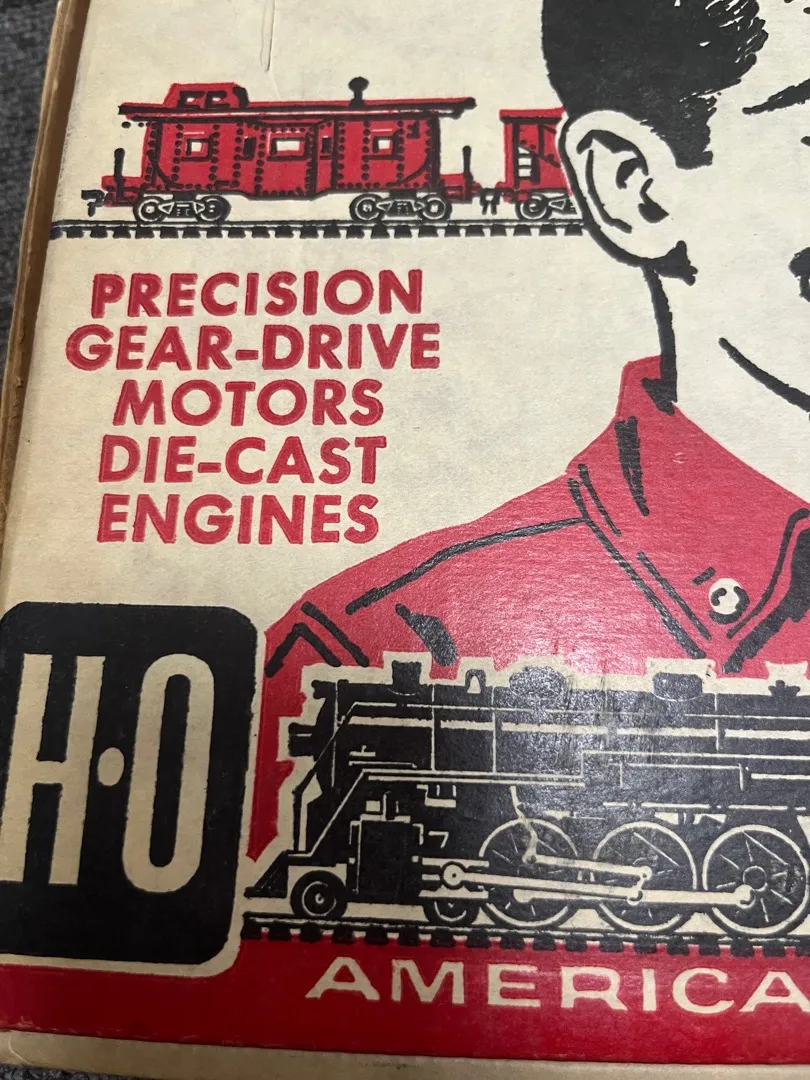 PRECISION
GEAR-DRIVE
MOTORS
DIE-CAST
ENGINES
H·O
AMERICA